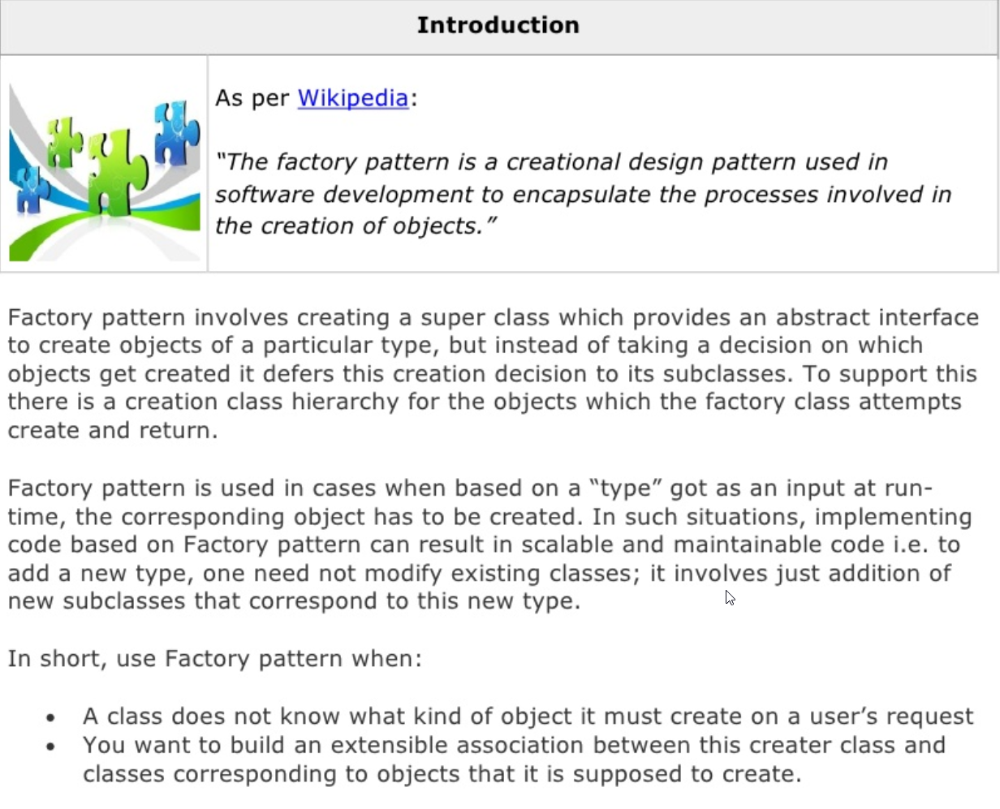 Introduction
As per Wikipedia:
“The factory pattern is a creational design pattern used in
software development to encapsulate the processes involved in
the creation of objects.”
Factory pattern involves creating a super class which provides an abstract interface
to create objects of a particular type, but instead of taking a decision on which
objects get created it defers this creation decision to its subclasses. To support this
there is a creation class hierarchy for the objects which the factory class attempts
create and return.
Factory pattern is used in cases when based on a “type” got as an input at run-
time, the corresponding object has to be created. In such situations, implementing
code based on Factory pattern can result in scalable and maintainable code i.e. to
add a new type, one need not modify existing classes; it involves just addition of
new subclasses that correspond to this new type.
In short, use Factory pattern when:
• A class does not know what kind of object it must create on a user’s request
• You want to build an extensible association between this creater class and
classes corresponding to objects that it is supposed to create.